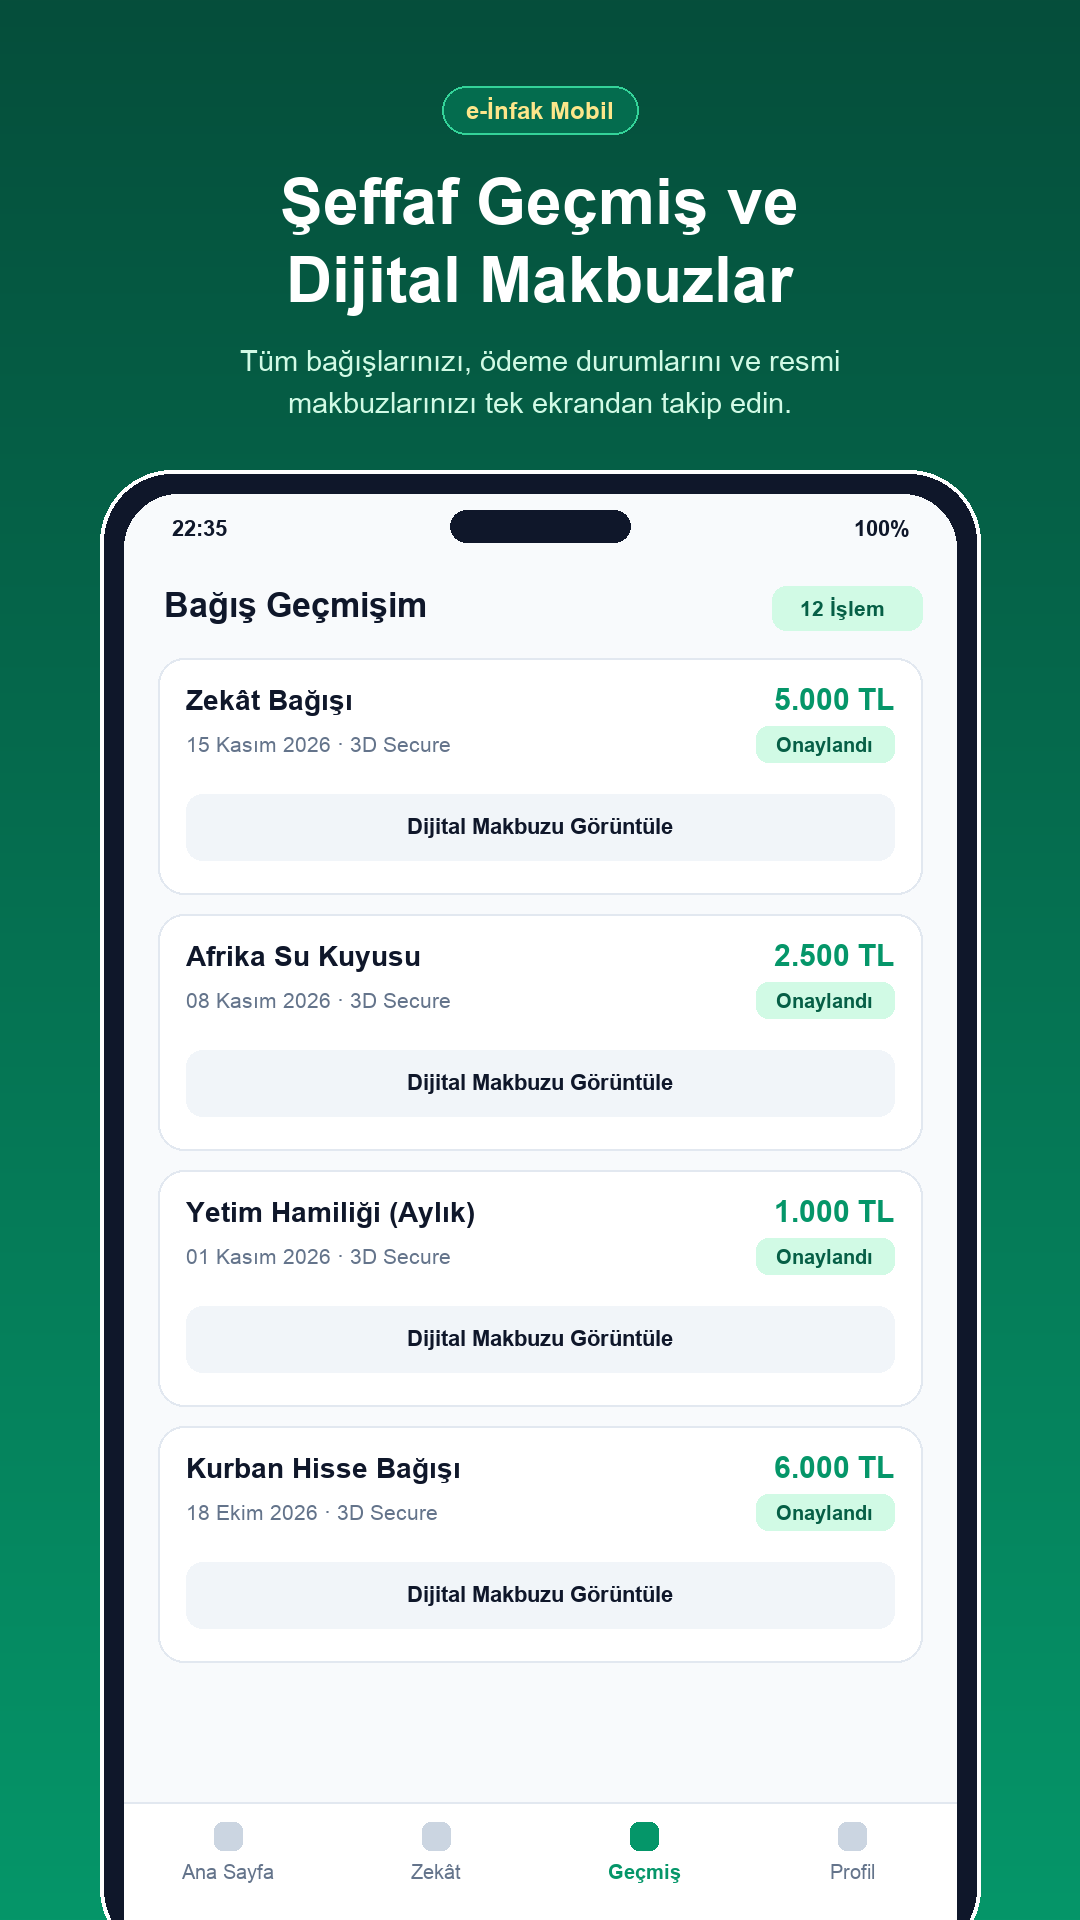 e-İnfak Mobil
Şeffaf Geçmiş ve
Dijital Makbuzlar
Tüm bağışlarınızı, ödeme durumlarını ve resmi
makbuzlarınızı tek ekrandan takip edin.
22:35
100%
Bağış Geçmişim
12 İşlem
Zekât Bağışı
5.000 TL
15 Kasım 2026 · 3D Secure
Onaylandı
Dijital Makbuzu Görüntüle
Afrika Su Kuyusu
2.500 TL
08 Kasım 2026 · 3D Secure
Onaylandı
Dijital Makbuzu Görüntüle
Yetim Hamiliği (Aylık)
1.000 TL
01 Kasım 2026 · 3D Secure
Onaylandı
Dijital Makbuzu Görüntüle
Kurban Hisse Bağışı
6.000 TL
18 Ekim 2026 · 3D Secure
Onaylandı
Dijital Makbuzu Görüntüle
Ana Sayfa
Zekât
Geçmiş
Profil